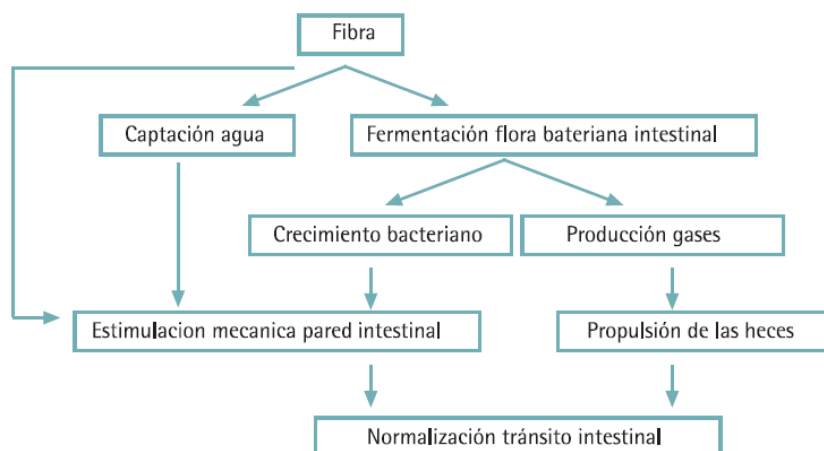 Fibra
Captación agua
Fermentación flora bateriana intestinal
Crecimiento bacteriano
Producción gases
Estimulacion mecanica pared intestinal
Propulsión de las heces
Normalización tránsito intestinal